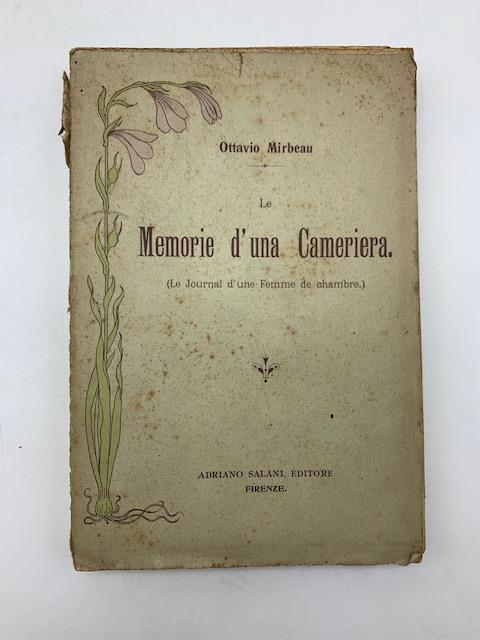 Ottavio Mirbeau
Le
Memorie d'una Cameriera.
(Le Journal d'une Femme de chambre.)
ADRIANO SALANI, EDITORE
FIRENZE.